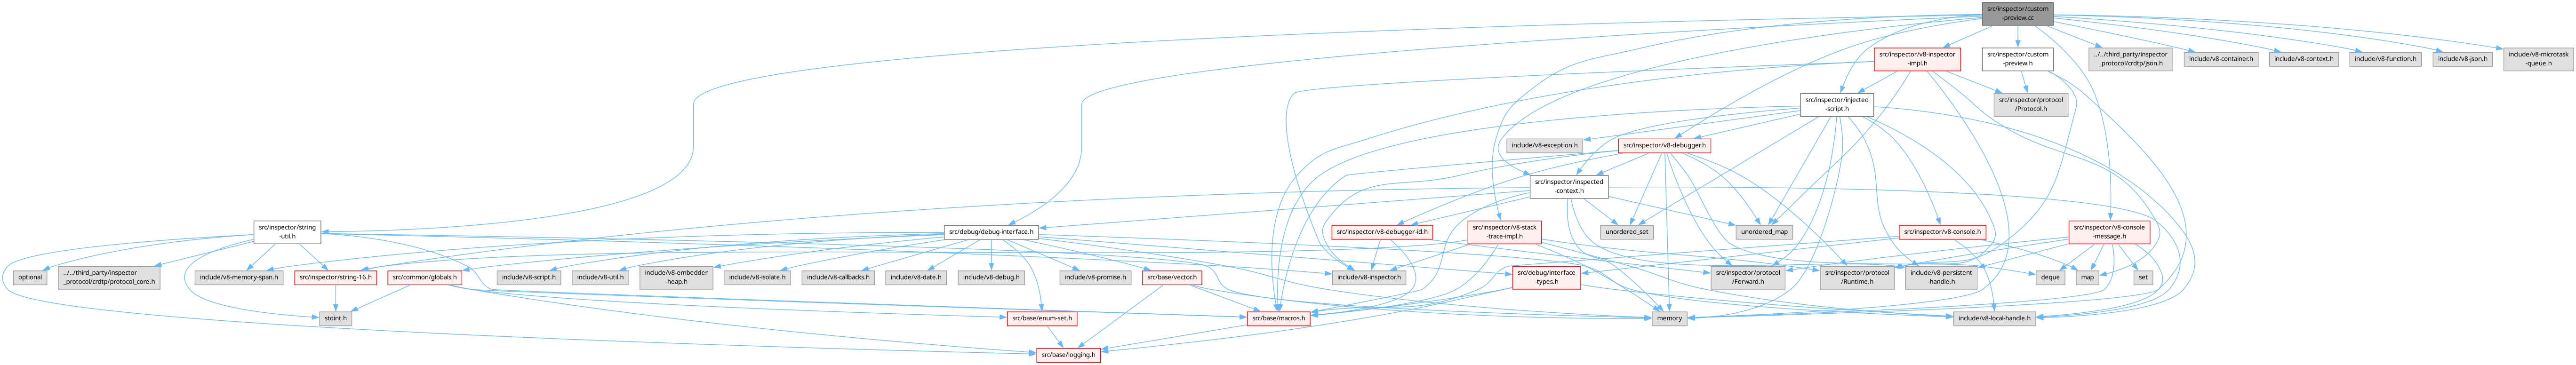 src/inspector/custom
-preview.cc
src/inspector/v8-inspector
-impl.h
src/inspector/custom
-preview.h
../../third_party/inspector
_protocol/crdtp/json.h
include/v8-container.h
include/v8-context.h
include/v8-function.h
include/v8-json.h
include/v8-microtask
-queue.h
src/inspector/injected
-script.h
src/inspector/protocol
/Protocol.h
include/v8-exception.h
src/inspector/v8-debugger.h
src/inspector/inspected
-context.h
src/inspector/string
-util.h
src/debug/debug-interface.h
src/inspector/v8-debugger-id.h
src/inspector/v8-stack
-trace-impl.h
unordered_set
unordered_map
src/inspector/v8-console.h
src/inspector/v8-console
-message.h
optional
../../third_party/inspector
_protocol/crdtp/protocol_core.h
include/v8-memory-span.h
src/inspector/string-16.h
src/common/globals.h
include/v8-script.h
include/v8-util.h
include/v8-embedder
-heap.h
include/v8-isolate.h
include/v8-callbacks.h
include/v8-date.h
include/v8-debug.h
include/v8-promise.h
src/base/vector.h
include/v8-inspector.h
src/debug/interface
-types.h
src/inspector/protocol
/Forward.h
src/inspector/protocol
/Runtime.h
include/v8-persistent
-handle.h
deque
map
set
stdint.h
src/base/enum-set.h
src/base/macros.h
memory
include/v8-local-handle.h
src/base/logging.h